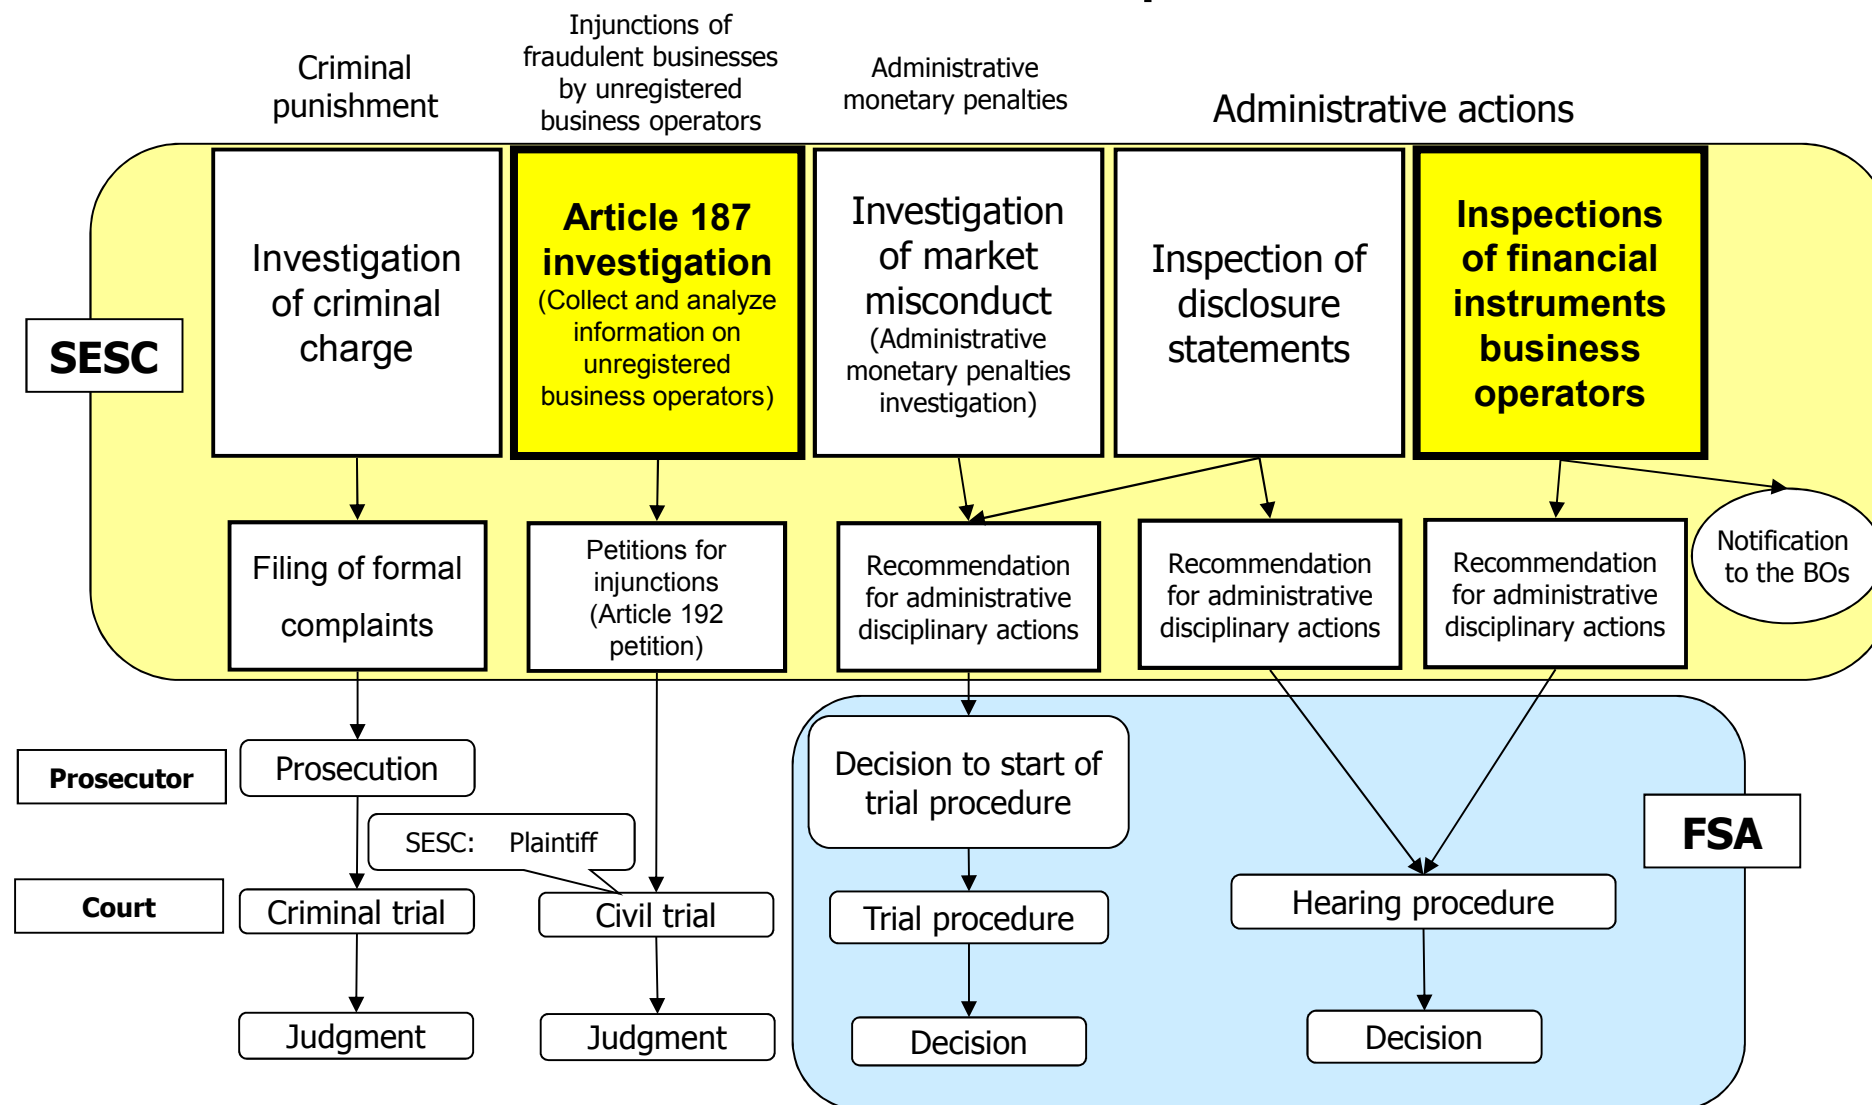 Criminal
punishment
Injunctions of
fraudulent businesses
by unregistered
business operators
Administrative
monetary penalties
Administrative actions
SESC
Investigation
of criminal
charge
Article 187
investigation
(Collect and analyze
information on
unregistered
business operators)
Investigation
of market
misconduct
(Administrative
monetary penalties
investigation)
Inspection of
disclosure
statements
Inspections
of financial
instruments
business
operators
Filing of formal
complaints
Petitions for
injunctions
(Article 192
petition)
Recommendation
for administrative
disciplinary actions
Recommendation
for administrative
disciplinary actions
Recommendation
for administrative
disciplinary actions
Notification
to the BOs
Prosecutor
Prosecution
SESC: Plaintiff
Decision to start of
trial procedure
FSA
Court
Criminal trial
Civil trial
Trial procedure
Hearing procedure
Judgment
Judgment
Decision
Decision